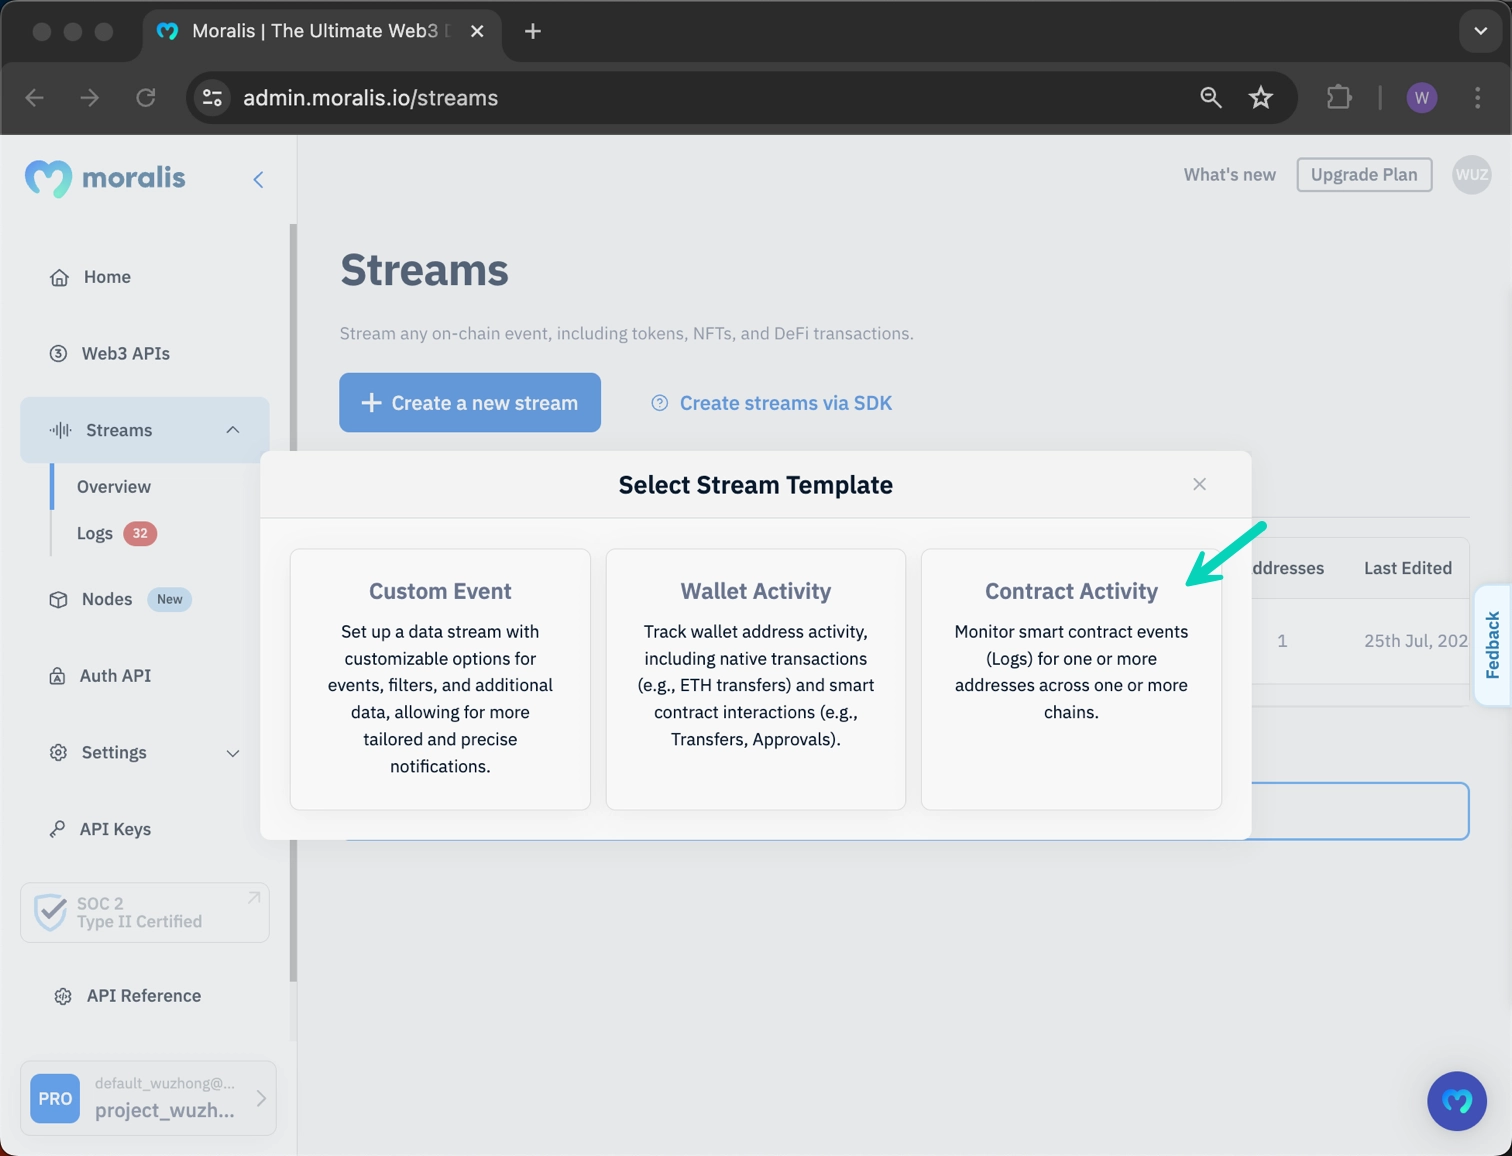 Moralis | The Ultimate Web3
admin.moralis.io/streams
W
moralis
What's new
Upgrade Plan
WUZ
Home
Web3 APIs
Streams
Overview
Logs 32
Nodes New
Auth API
Settings
API Keys
SOC 2
Type II Certified
API Reference
PRO
default_wuzhong@...
project_wuzh...
Streams
Stream any on-chain event, including tokens, NFTs, and DeFi transactions.
Create a new stream
Create streams via SDK
Select Stream Template
Custom Event
Set up a data stream with
customizable options for
events, filters, and additional
data, allowing for more
tailored and precise
notifications.
Wallet Activity
Track wallet address activity,
including native transactions
(e.g., ETH transfers) and smart
contract interactions (e.g.,
Transfers, Approvals).
Contract Activity
Monitor smart contract events
(Logs) for one or more
addresses across one or more
chains.
ddresses
Last Edited
1
25th Jul, 202
Fedback